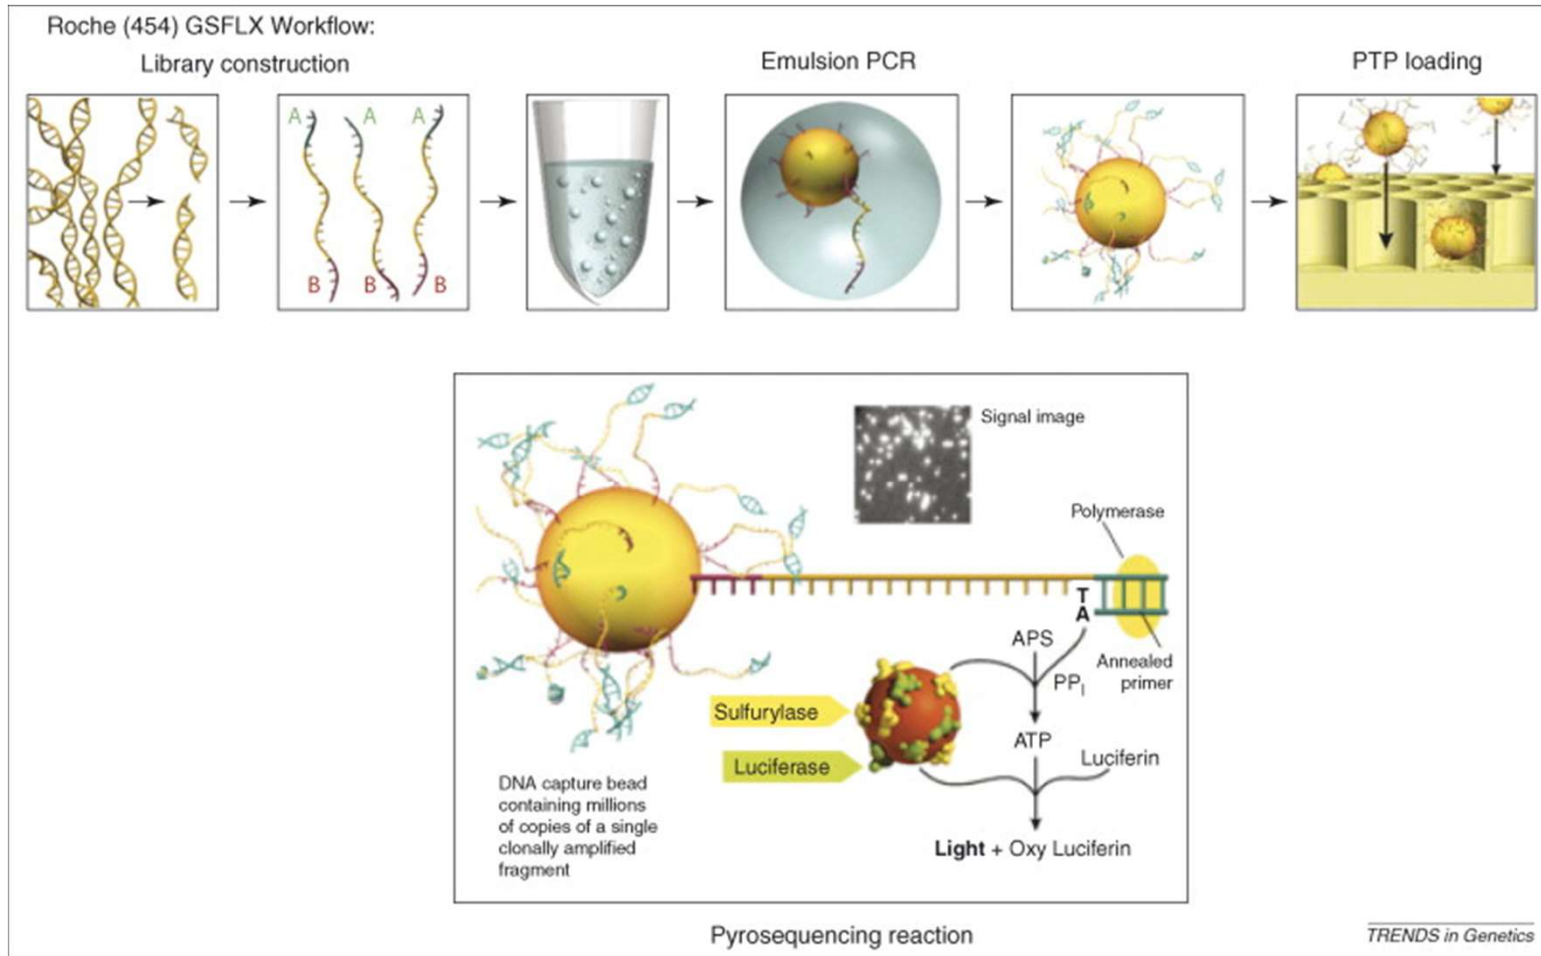 Roche (454) GSFLX Workflow:
Library construction
Emulsion PCR
PTP loading
A
A
A
B
B
B
Signal image
Polymerase
T
A
APS
Annealed
primer
PPI
Sulfurylase
ATP
Luciferin
Luciferase
DNA capture bead
containing millions
of copies of a single
clonally amplified
fragment
Light + Oxy Luciferin
Pyrosequencing reaction
TRENDS in Genetics